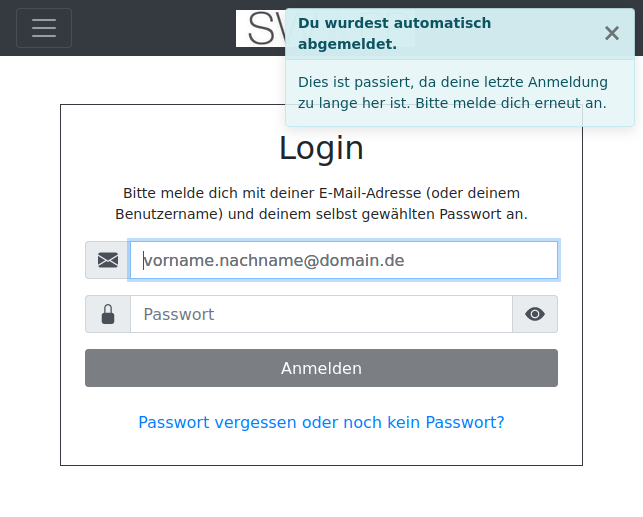 Du wurdest automatisch
abgemeldet.
Dies ist passiert, da deine letzte Anmeldung
zu lange her ist. Bitte melde dich erneut an.
Login
Bitte melde dich mit deiner E-Mail-Adresse (oder deinem
Benutzername) und deinem selbst gewählten Passwort an.
vorname.nachname@domain.de
Passwort
Anmelden
Passwort vergessen oder noch kein Passwort?